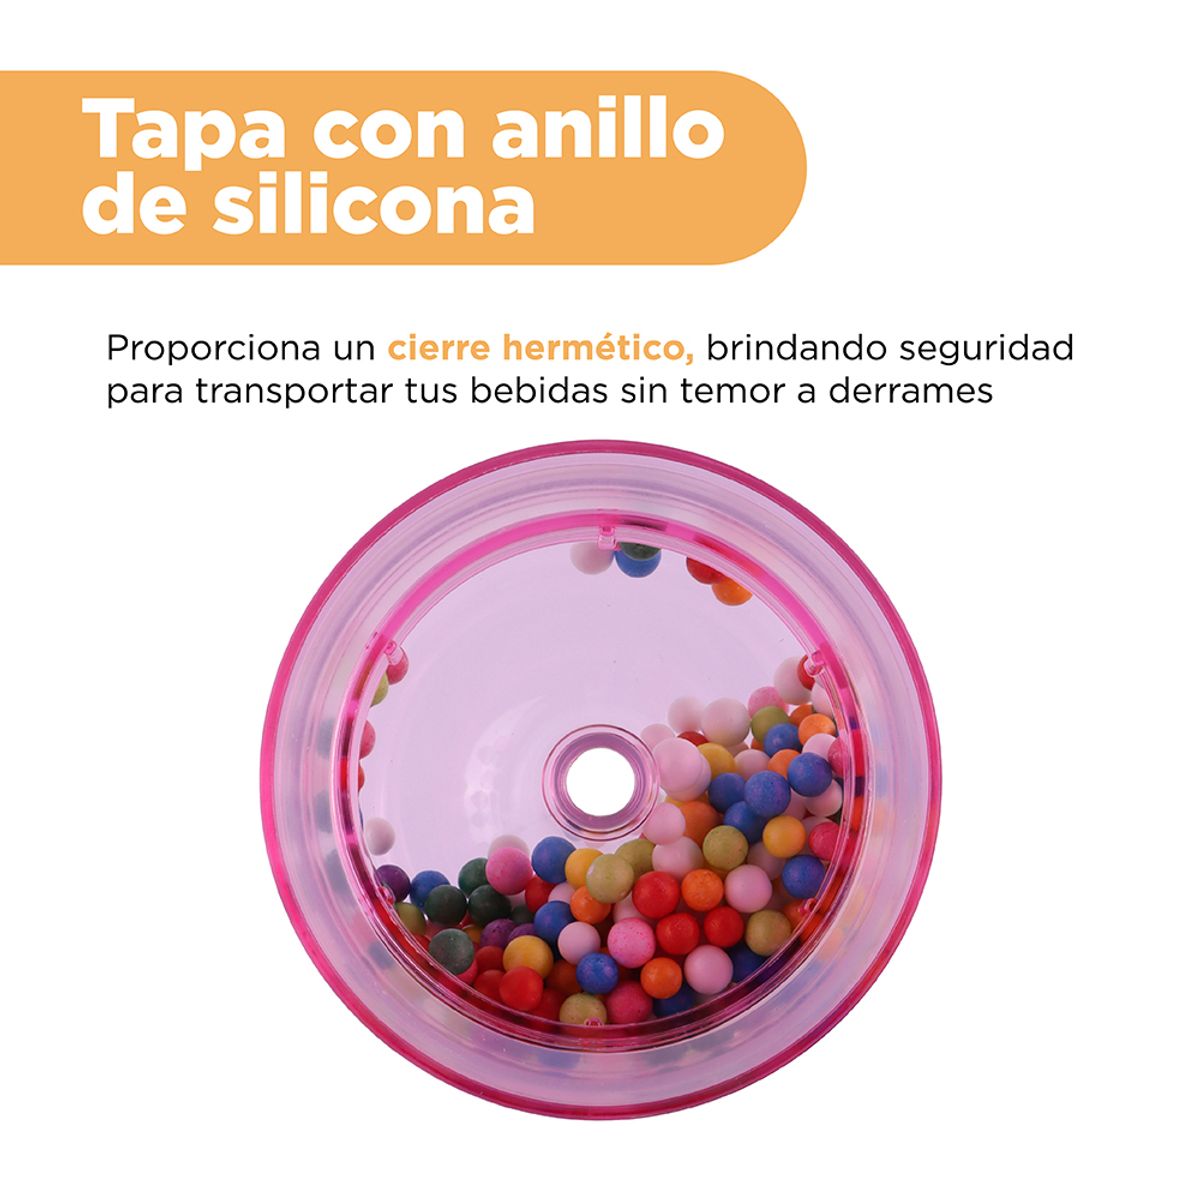 Tapa con anillo
de silicona
Proporciona un cierre hermético, brindando seguridad
para transportar tus bebidas sin temor a derrames